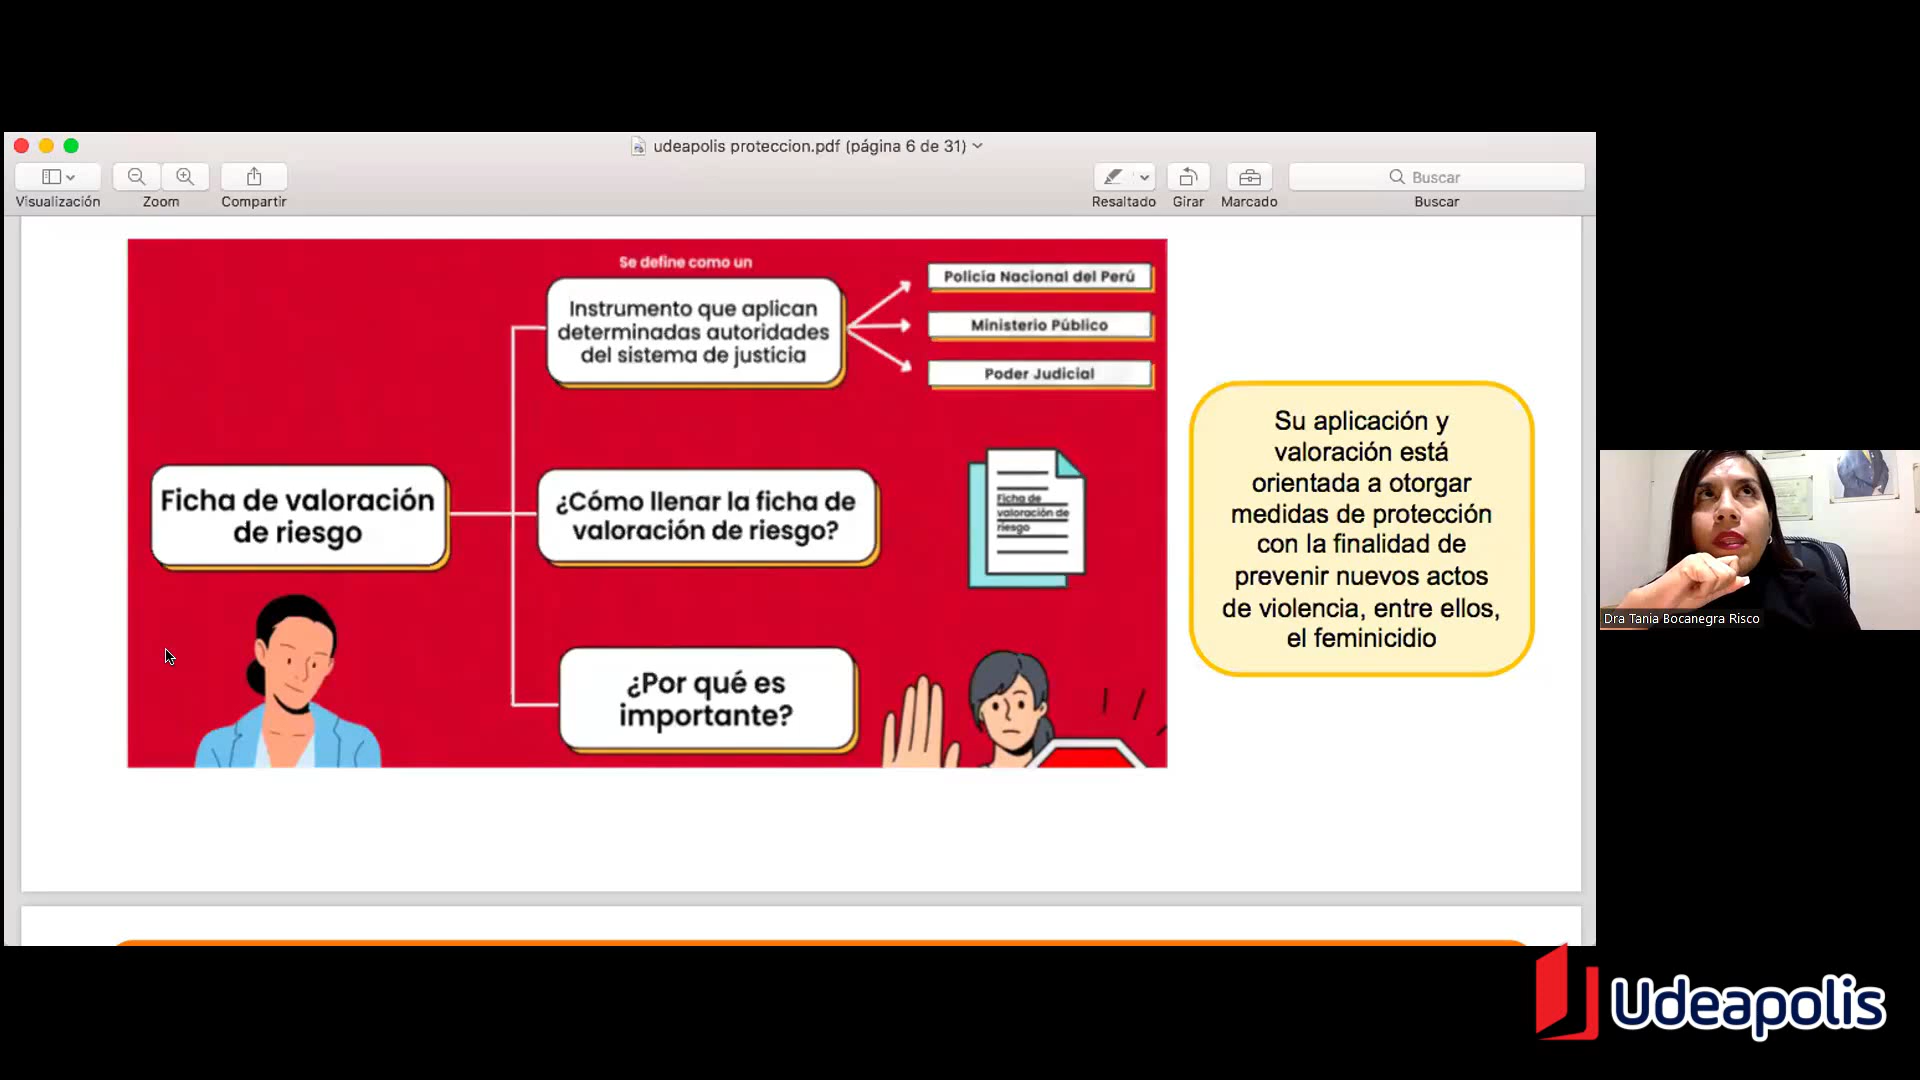 udeapolis proteccion.pdf (página 6 de 31)
Visualización
Zoom
Compartir
Resaltado
Girar
Marcado
Buscar
Buscar
Se define como un
Instrumento que aplican
determinadas autoridades
del sistema de justicia
Policía Nacional del Perú
Ministerio Público
Poder Judicial
Ficha de valoración
de riesgo
¿Cómo llenar la ficha de
valoración de riesgo?
Ficha de
valoración de
riesgo
¿Por qué es
importante?
Su aplicación y
valoración está
orientada a otorgar
medidas de protección
con la finalidad de
prevenir nuevos actos
de violencia, entre ellos,
el feminicidio
Dra Tania Bocanegra Risco
Udeapolis